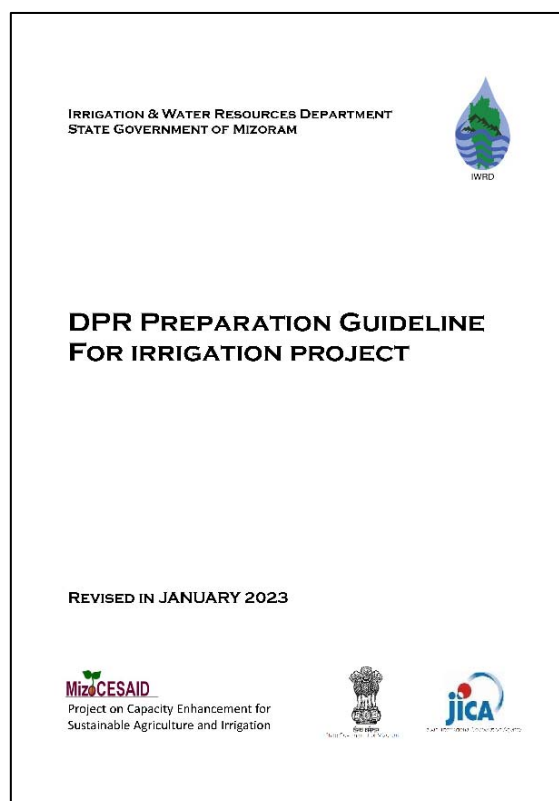 IRRIGATION & WATER RESOURCES DEPARTMENT
STATE GOVERNMENT OF MIZORAM
IWRD
DPR PREPARATION GUIDELINE
FOR IRRIGATION PROJECT
REVISED IN JANUARY 2023
MizoCESAID
Project on Capacity Enhancement for
Sustainable Agriculture and Irrigation
jICA